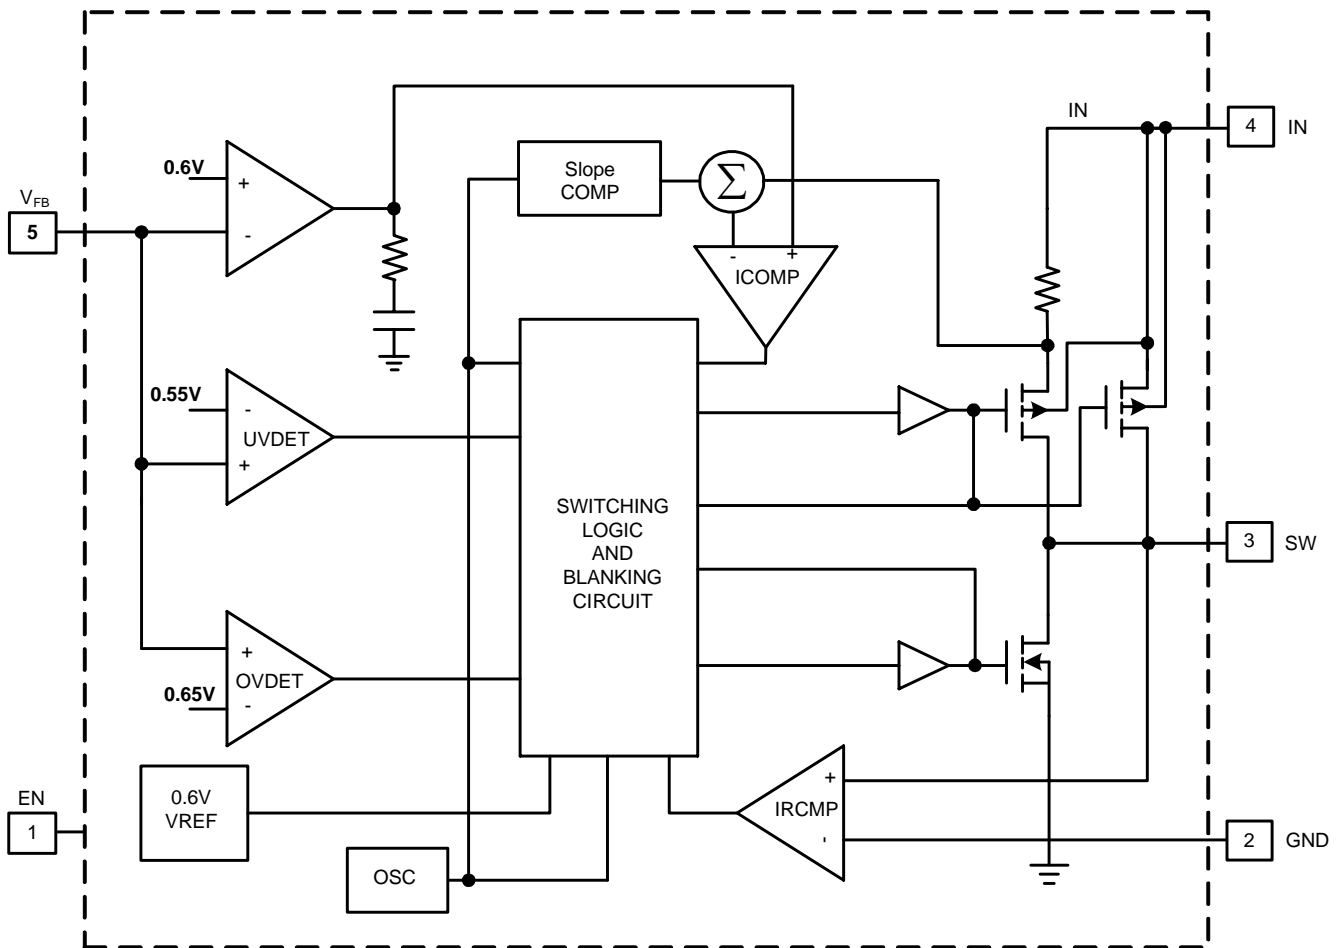 IN
4
IN
0.6V
+
-
Slope
COMP
Σ
V_FB
5
-
+
ICOMP
0.55V
-
UVDET
+
SWITCHING
LOGIC
AND
BLANKING
CIRCUIT
3
SW
+
OVDET
0.65V
-
EN
1
0.6V
VREF
+
IRCMP
-
2
GND
OSC